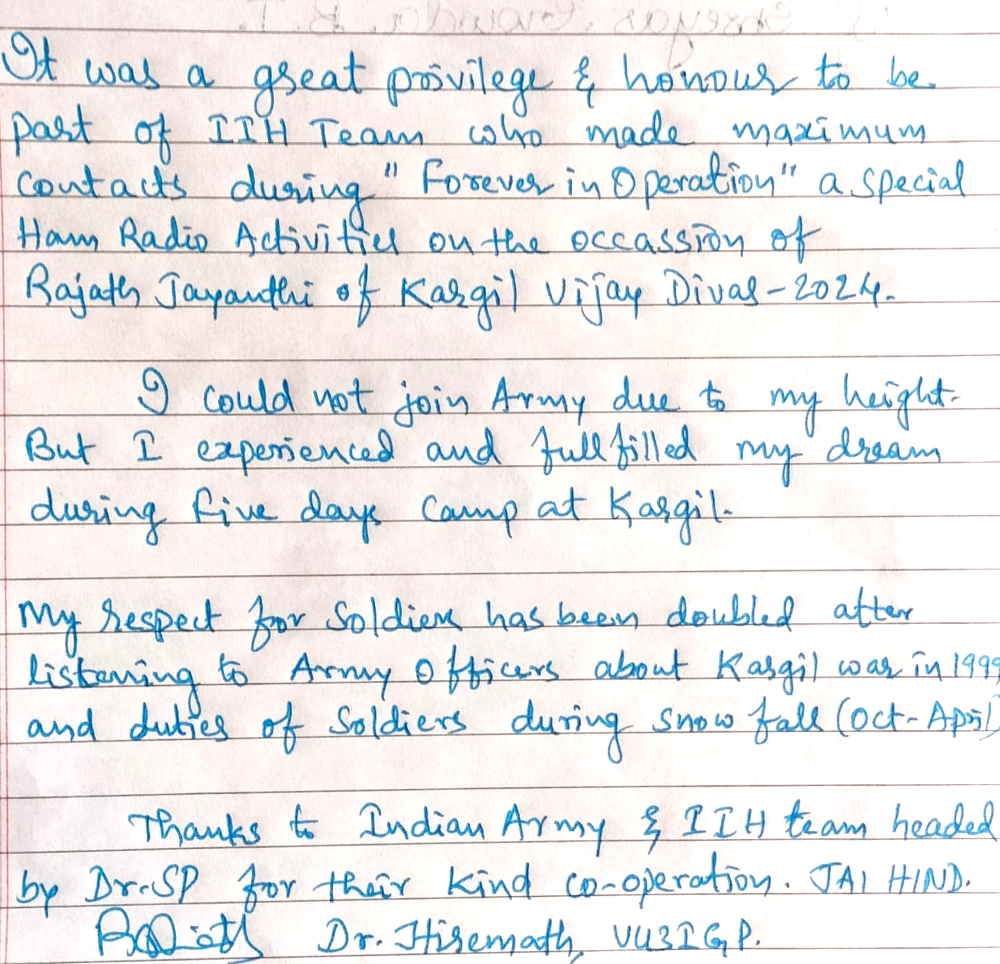 It was a great privilege & honour to be
part of IIH Team who made maximum
contacts during "Forever in Operation" a special
Ham Radio Activities on the occassion of
Rajath Jayanthi of Kargil Vijay Divas-2024.
I could not join Army due to my height.
But I experienced and fullfilled my dream
during five days Camp at Kargil.
My respect for Soldiers has been doubled after
listening to Army Officers about Kargil war in 1999
and duties of Soldiers during snow fall (Oct-April)
Thanks to Indian Army & IIH team headed
by Dr.SP for their kind co-operation. JAI HIND.
Dr. Hiremath, VU3IGP.